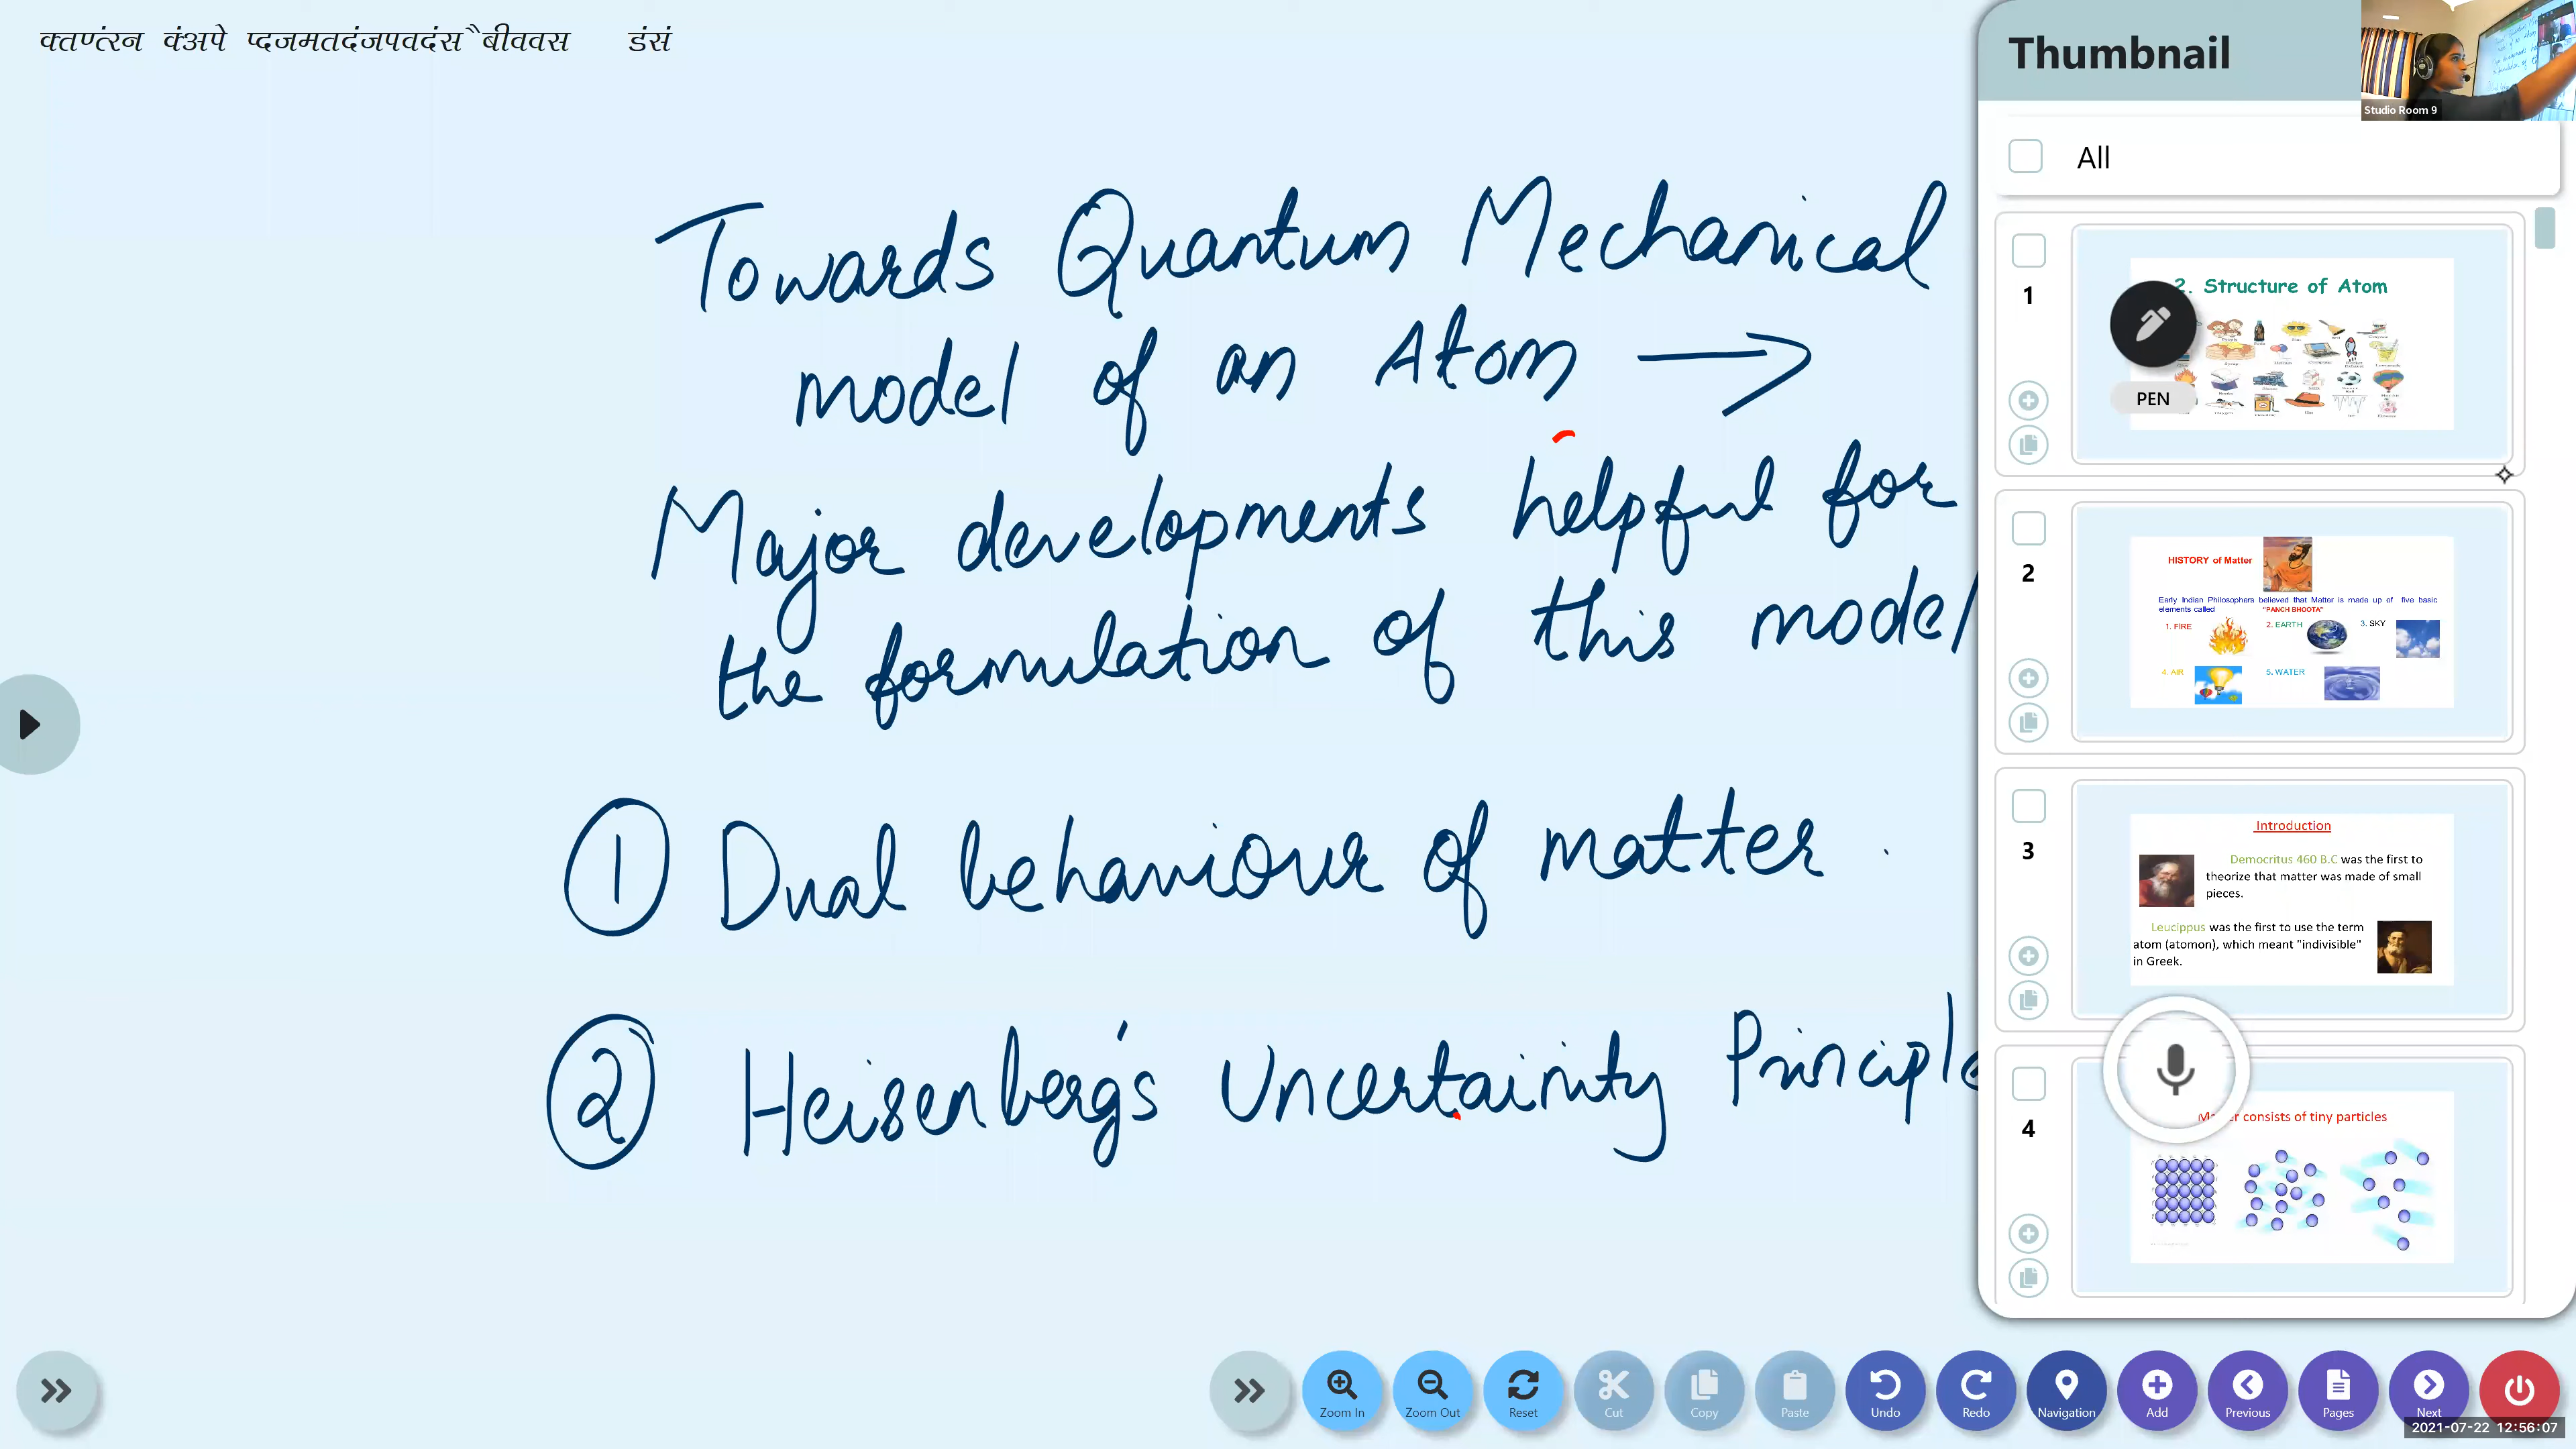 क्तण्त्ंरन क्ंअपे प्दजमतदंजपवदंस ैबीववस डंसं
Thumbnail
Studio Room 9
All
Towards Quantum Mechanical
model of an Atom →
Major developments helpful for
the formulation of this model
① Dual behaviour of matter .
② Heisenberg's Uncertainity Principle
1
2. Structure of Atom
PEN
2
HISTORY of Matter
Early Indian Philosophers believed that Matter is made up of five basic
elements called "PANCH BHOOTA"
1. FIRE 2. EARTH 3. SKY
4. AIR 5. WATER
3
Introduction
Democritus 460 B.C was the first to
theorize that matter was made of small
pieces.
Leucippus was the first to use the term
atom (atomon), which meant "indivisible"
in Greek.
4
consists of tiny particles
Zoom In Zoom Out Reset Cut Copy Paste Undo Redo Navigation Add Previous Pages Next
2021-07-22 12:56:07